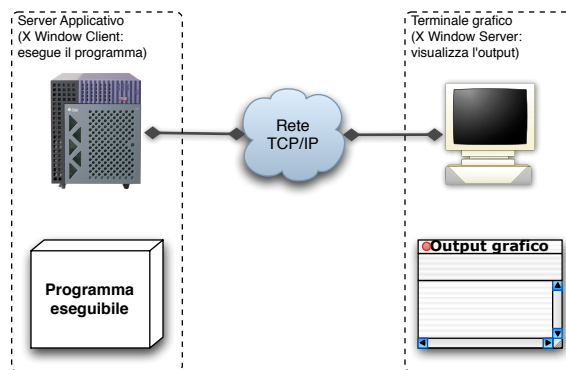 Server Applicativo
(X Window Client:
esegue il programma)
Terminale grafico
(X Window Server:
visualizza l'output)
Rete
TCP/IP
Output grafico
Programma
eseguibile